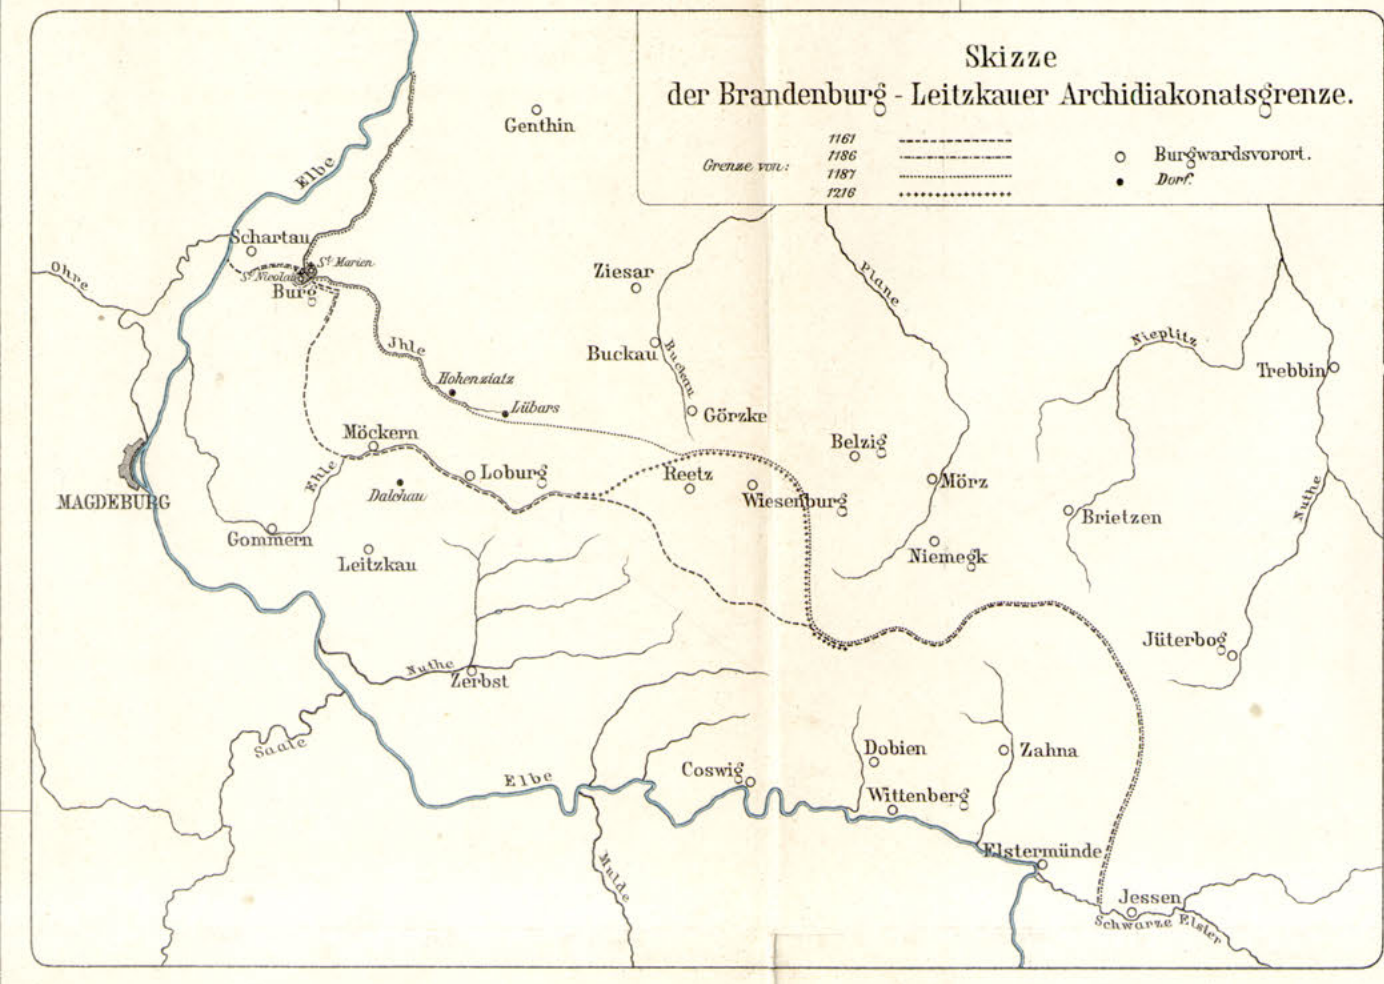 Skizze
der Brandenburg - Leitzkauer Archidiakonatsgrenze.
Grenze von:
1161
1186
1187
1216
Burgwardsvorort.
Dorf.
Genthin
Elbe
Schartau
St. Marien
St. Nicolaus
Burg
Ohre
Ziesar
Plane
Buckau
Buckau
Jhle
Nieplitz
Trebbin
Hohenziatz
Lübars
Görzke
Möckern
Belzig
Ehle
Loburg
Reetz
Wiesenburg
Mörz
Dalchau
MAGDEBURG
Brietzen
Nuthe
Gommern
Leitzkau
Niemegk
Jüterbog
Nuthe
Zerbst
Saale
Dobien
Zahna
Coswig
Elbe
Wittenberg
Elstermünde
Mulde
Jessen
Schwarze Elster